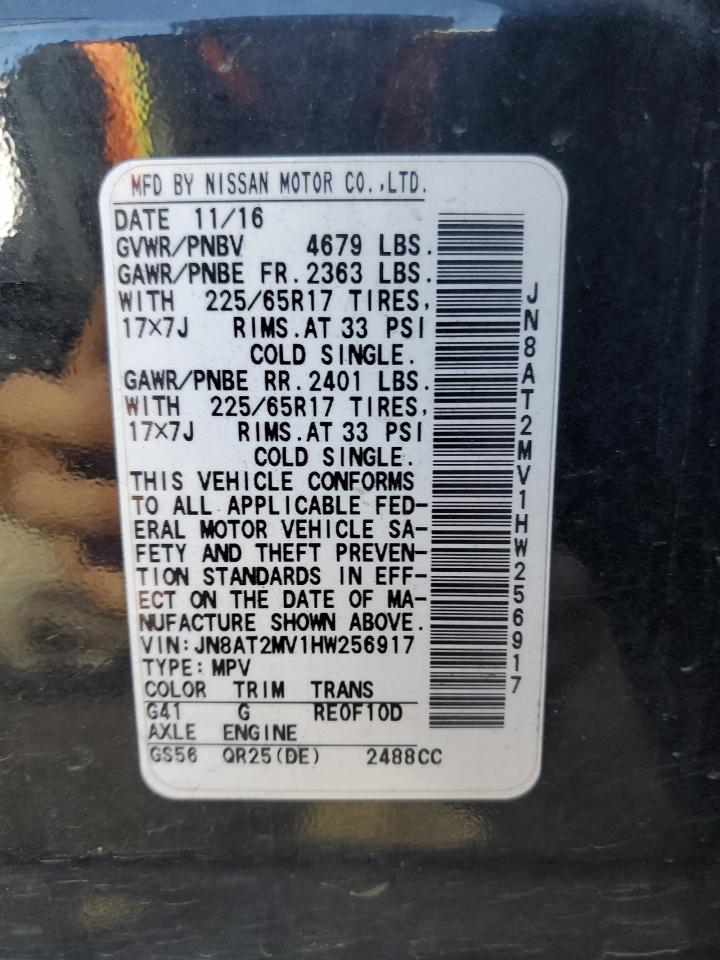 MFD BY NISSAN MOTOR CO.,LTD.
DATE 11/16
GVWR/PNBV 4679 LBS.
GAWR/PNBE FR.2363 LBS.
WITH 225/65R17 TIRES,
17×7J RIMS.AT 33 PSI
COLD SINGLE.
GAWR/PNBE RR.2401 LBS.
WITH 225/65R17 TIRES,
17×7J RIMS.AT 33 PSI
COLD SINGLE.
THIS VEHICLE CONFORMS
TO ALL APPLICABLE FED-
ERAL MOTOR VEHICLE SA-
FETY AND THEFT PREVEN-
TION STANDARDS IN EFF-
ECT ON THE DATE OF MA-
NUFACTURE SHOWN ABOVE.
VIN:JN8AT2MV1HW256917
TYPE:MPV
COLOR TRIM TRANS
G41 G RE0F10D
AXLE ENGINE
GS56 QR25(DE) 2488CC
JN8AT2MV1HW256917